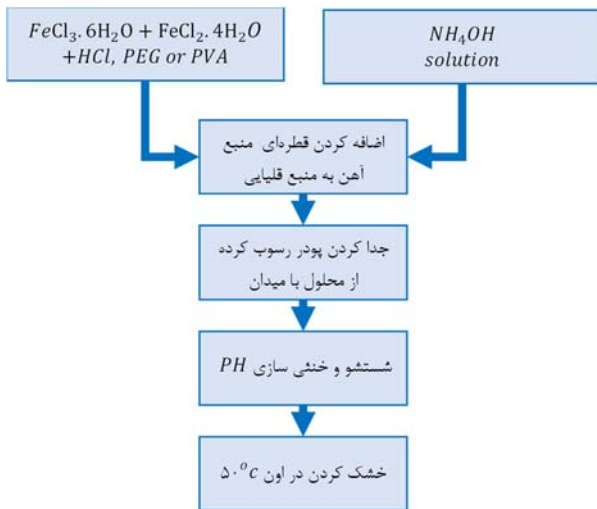 FeCl₃. 6H₂O + FeCl₂. 4H₂O
+HCl, PEG or PVA
NH₄OH
solution
اضافه کردن قطره‌ای منبع
آهن به منبع قلیایی
جدا کردن پودر رسوب کرده
از محلول با میدان
شستشو و خنثی سازی PH
خشک کردن در اون ۵۰°c